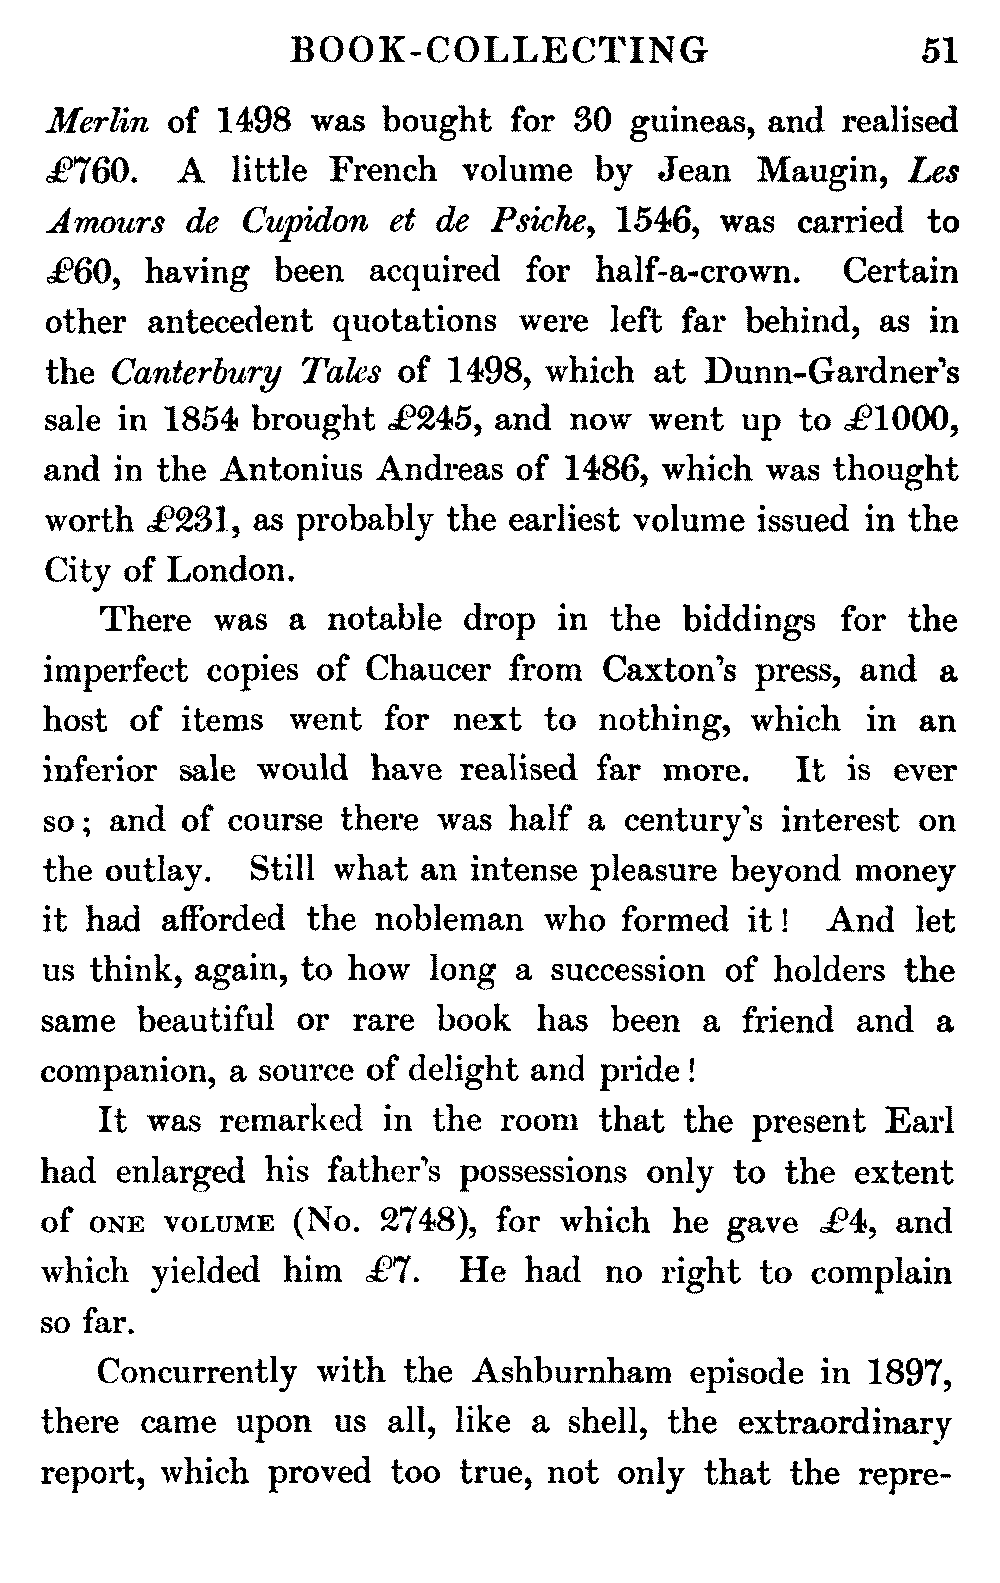 BOOK-COLLECTING 51
Merlin of 1498 was bought for 30 guineas, and realised
£760. A little French volume by Jean Maugin, Les
Amours de Cupidon et de Psiche, 1546, was carried to
£60, having been acquired for half-a-crown. Certain
other antecedent quotations were left far behind, as in
the Canterbury Tales of 1498, which at Dunn-Gardner's
sale in 1854 brought £245, and now went up to £1000,
and in the Antonius Andreas of 1486, which was thought
worth £231, as probably the earliest volume issued in the
City of London.
There was a notable drop in the biddings for the
imperfect copies of Chaucer from Caxton's press, and a
host of items went for next to nothing, which in an
inferior sale would have realised far more. It is ever
so; and of course there was half a century's interest on
the outlay. Still what an intense pleasure beyond money
it had afforded the nobleman who formed it! And let
us think, again, to how long a succession of holders the
same beautiful or rare book has been a friend and a
companion, a source of delight and pride!
It was remarked in the room that the present Earl
had enlarged his father's possessions only to the extent
of ONE VOLUME (No. 2748), for which he gave £4, and
which yielded him £7. He had no right to complain
so far.
Concurrently with the Ashburnham episode in 1897,
there came upon us all, like a shell, the extraordinary
report, which proved too true, not only that the repre-